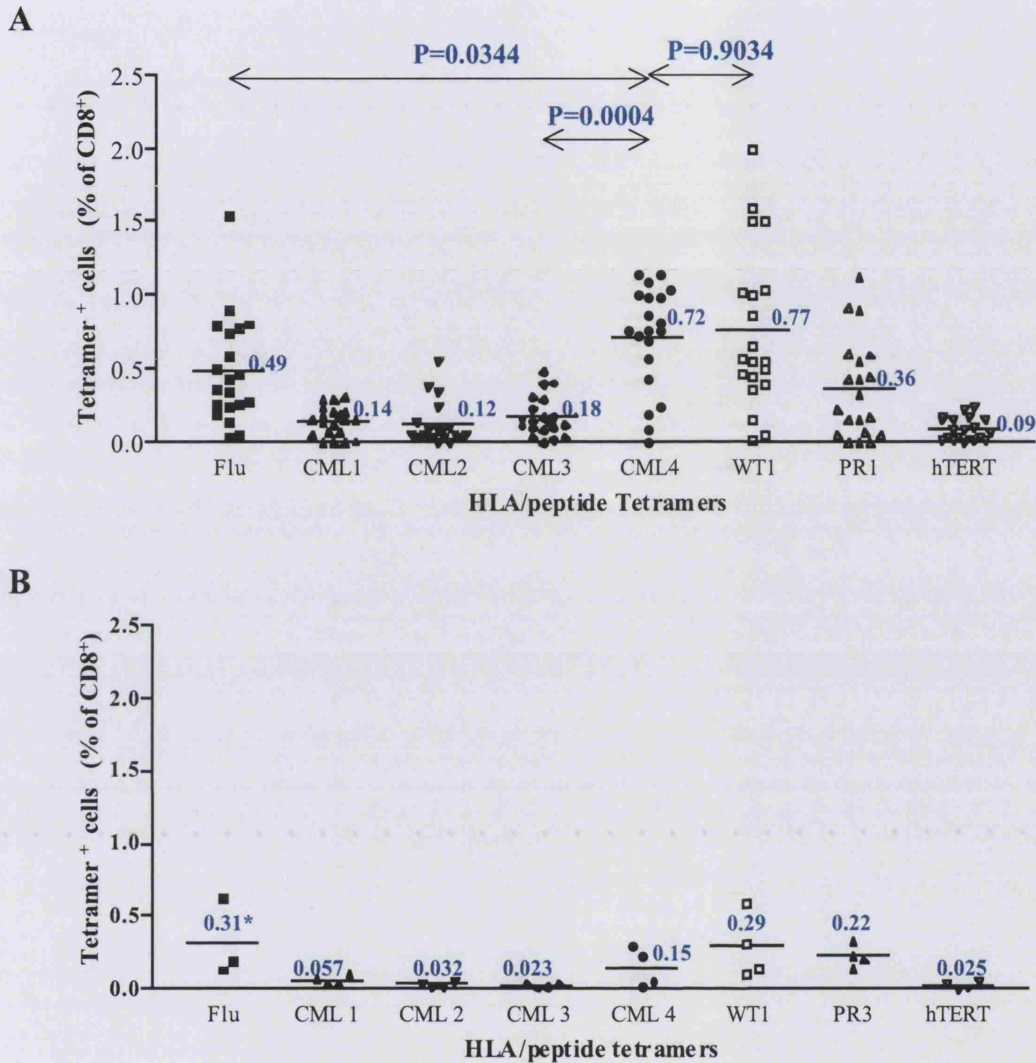 A
P=0.9034
P=0.0344
P=0.0004
Tetramer + cells (% of CD8+)
2.5
2.0
1.5
1.0
0.5
0.0
0.49
0.14
0.12
0.18
0.72
0.77
0.36
0.09
Flu CML1 CML2 CML3 CML4 WT1 PR1 hTERT
HLA/peptide Tetramers
B
Tetramer + cells (% of CD8+)
2.5
2.0
1.5
1.0
0.5
0.0
0.31*
0.057
0.032
0.023
0.15
0.29
0.22
0.025
Flu CML 1 CML 2 CML 3 CML 4 WT1 PR3 hTERT
HLA/peptide tetramers